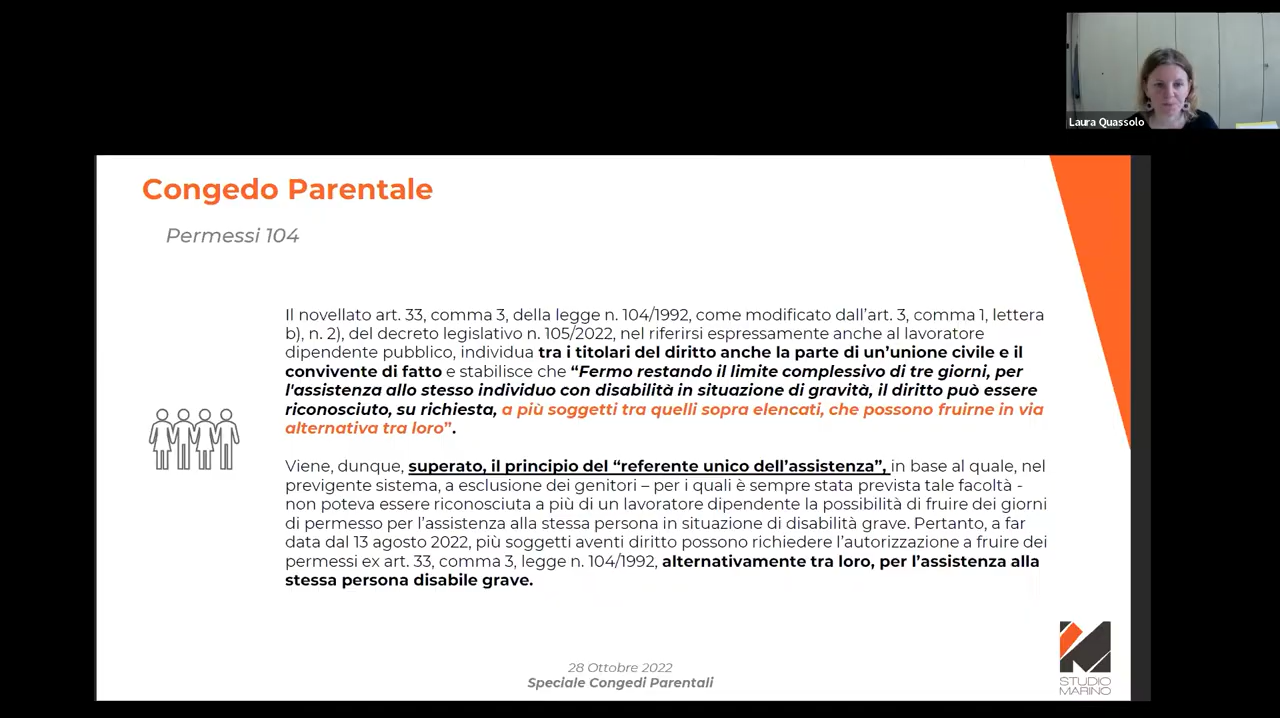 Laura Quassolo
Congedo Parentale
Permessi 104
Il novellato art. 33, comma 3, della legge n. 104/1992, come modificato dall’art. 3, comma 1, lettera
b), n. 2), del decreto legislativo n. 105/2022, nel riferirsi espressamente anche al lavoratore
dipendente pubblico, individua tra i titolari del diritto anche la parte di un’unione civile e il
convivente di fatto e stabilisce che “Fermo restando il limite complessivo di tre giorni, per
l'assistenza allo stesso individuo con disabilità in situazione di gravità, il diritto può essere
riconosciuto, su richiesta, a più soggetti tra quelli sopra elencati, che possono fruirne in via
alternativa tra loro”.
Viene, dunque, superato, il principio del “referente unico dell’assistenza”, in base al quale, nel
previgente sistema, a esclusione dei genitori – per i quali è sempre stata prevista tale facoltà -
non poteva essere riconosciuta a più di un lavoratore dipendente la possibilità di fruire dei giorni
di permesso per l’assistenza alla stessa persona in situazione di disabilità grave. Pertanto, a far
data dal 13 agosto 2022, più soggetti aventi diritto possono richiedere l’autorizzazione a fruire dei
permessi ex art. 33, comma 3, legge n. 104/1992, alternativamente tra loro, per l’assistenza alla
stessa persona disabile grave.
28 Ottobre 2022
Speciale Congedi Parentali
STUDIO
MARINO